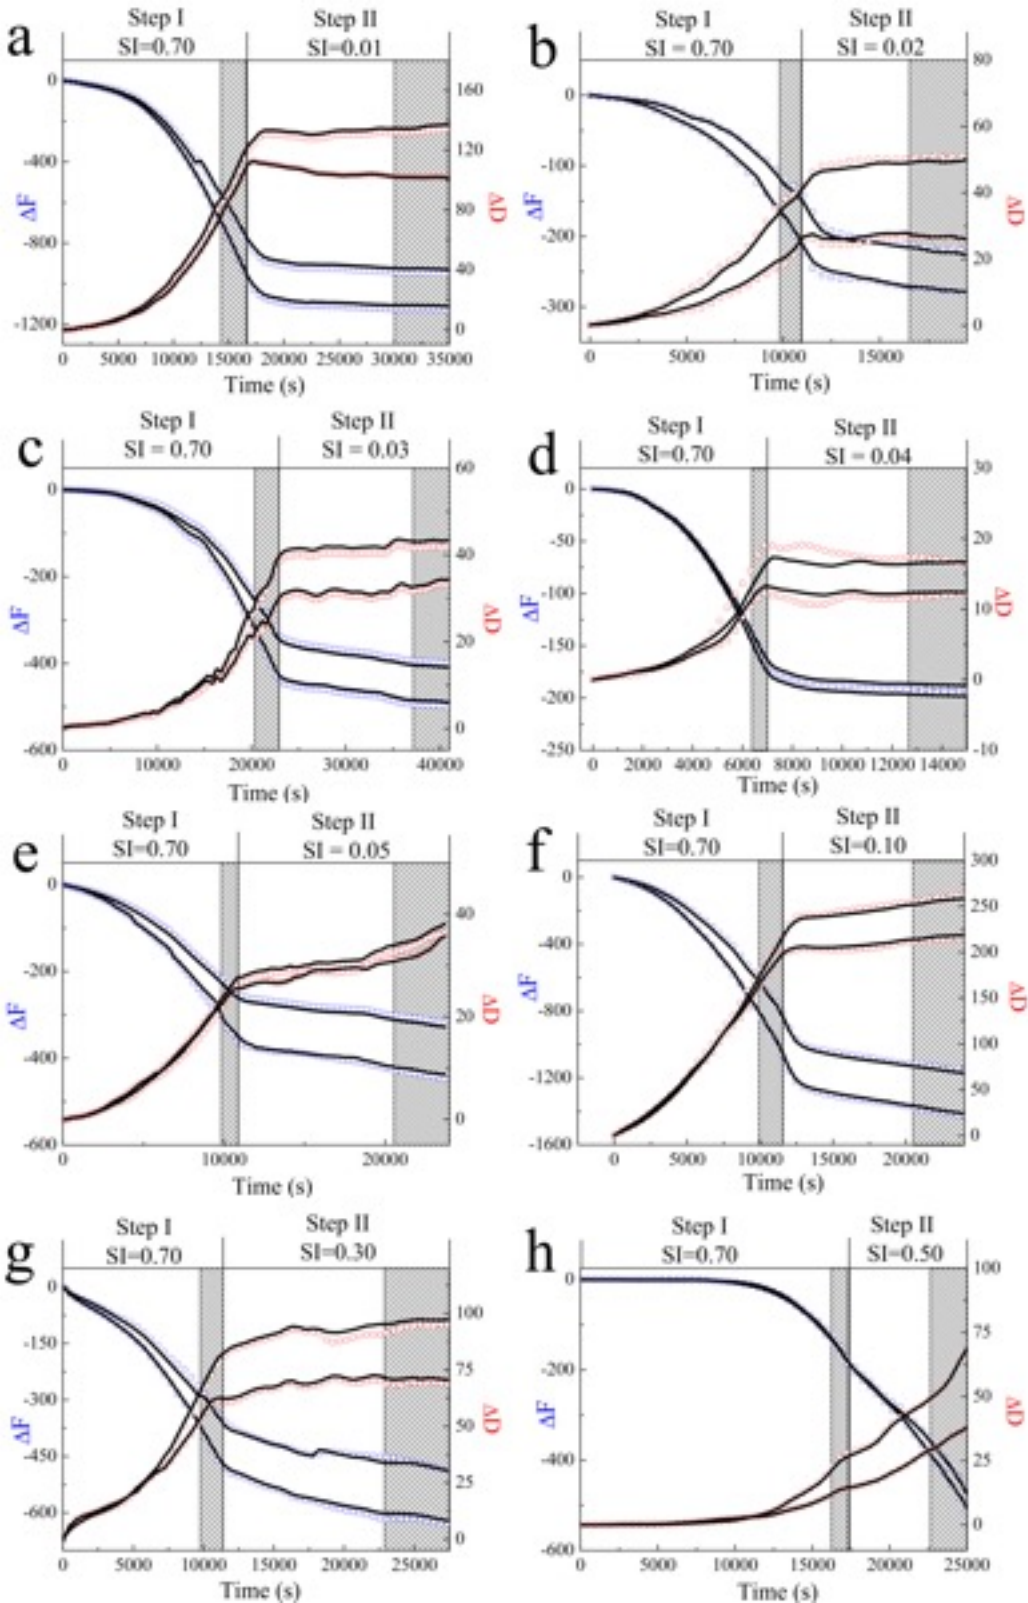 a
Step I
SI=0.70
Step II
SI=0.01
0
-400
-800
-1200
ΔF
160
120
80
40
0
ΔD
0 5000 10000 15000 20000 25000 30000 35000
Time (s)
b
Step I
SI = 0.70
Step II
SI = 0.02
0
-100
-200
-300
ΔF
80
60
40
20
0
ΔD
0 5000 10000 15000
Time (s)
c
Step I
SI = 0.70
Step II
SI = 0.03
0
-200
-400
-600
ΔF
60
40
20
0
ΔD
0 10000 20000 30000 40000
Time (s)
d
Step I
SI=0.70
Step II
SI = 0.04
0
-50
-100
-150
-200
-250
ΔF
30
20
10
0
-10
ΔD
0 2000 4000 6000 8000 10000 12000 14000
Time (s)
e
Step I
SI=0.70
Step II
SI = 0.05
0
-200
-400
-600
ΔF
40
20
0
ΔD
0 10000 20000
Time (s)
f
Step I
SI=0.70
Step II
SI=0.10
0
-400
-800
-1200
-1600
ΔF
300
250
200
150
100
50
0
ΔD
0 5000 10000 15000 20000
Time (s)
g
Step I
SI=0.70
Step II
SI=0.30
0
-150
-300
-450
-600
ΔF
100
75
50
25
0
ΔD
0 5000 10000 15000 20000 25000
Time (s)
h
Step I
SI=0.70
Step II
SI=0.50
0
-200
-400
-600
ΔF
100
75
50
25
0
ΔD
0 5000 10000 15000 20000 25000
Time (s)